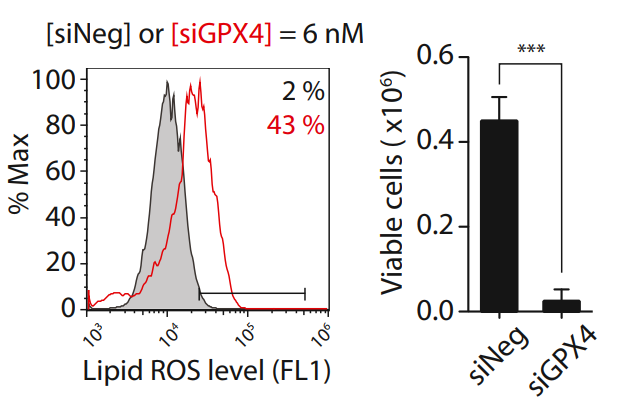 [siNeg] or [siGPX4] = 6 nM
% Max
100
80
60
40
20
0
2 %
43 %
10³ 10⁴ 10⁵ 10⁶
Lipid ROS level (FL1)
Viable cells ( x10⁶)
0.6
0.4
0.2
0.0
***
siNeg
siGPX4